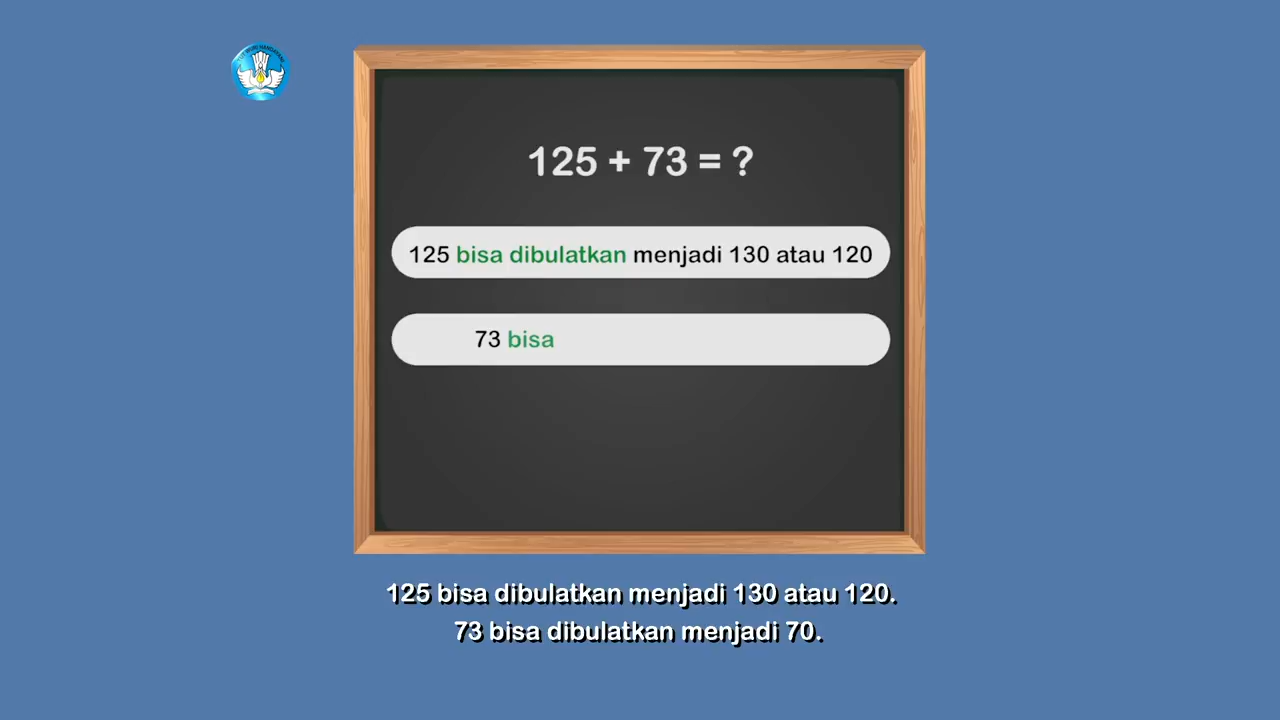 125 + 73 = ?
125 bisa dibulatkan menjadi 130 atau 120
73 bisa
125 bisa dibulatkan menjadi 130 atau 120.
73 bisa dibulatkan menjadi 70.